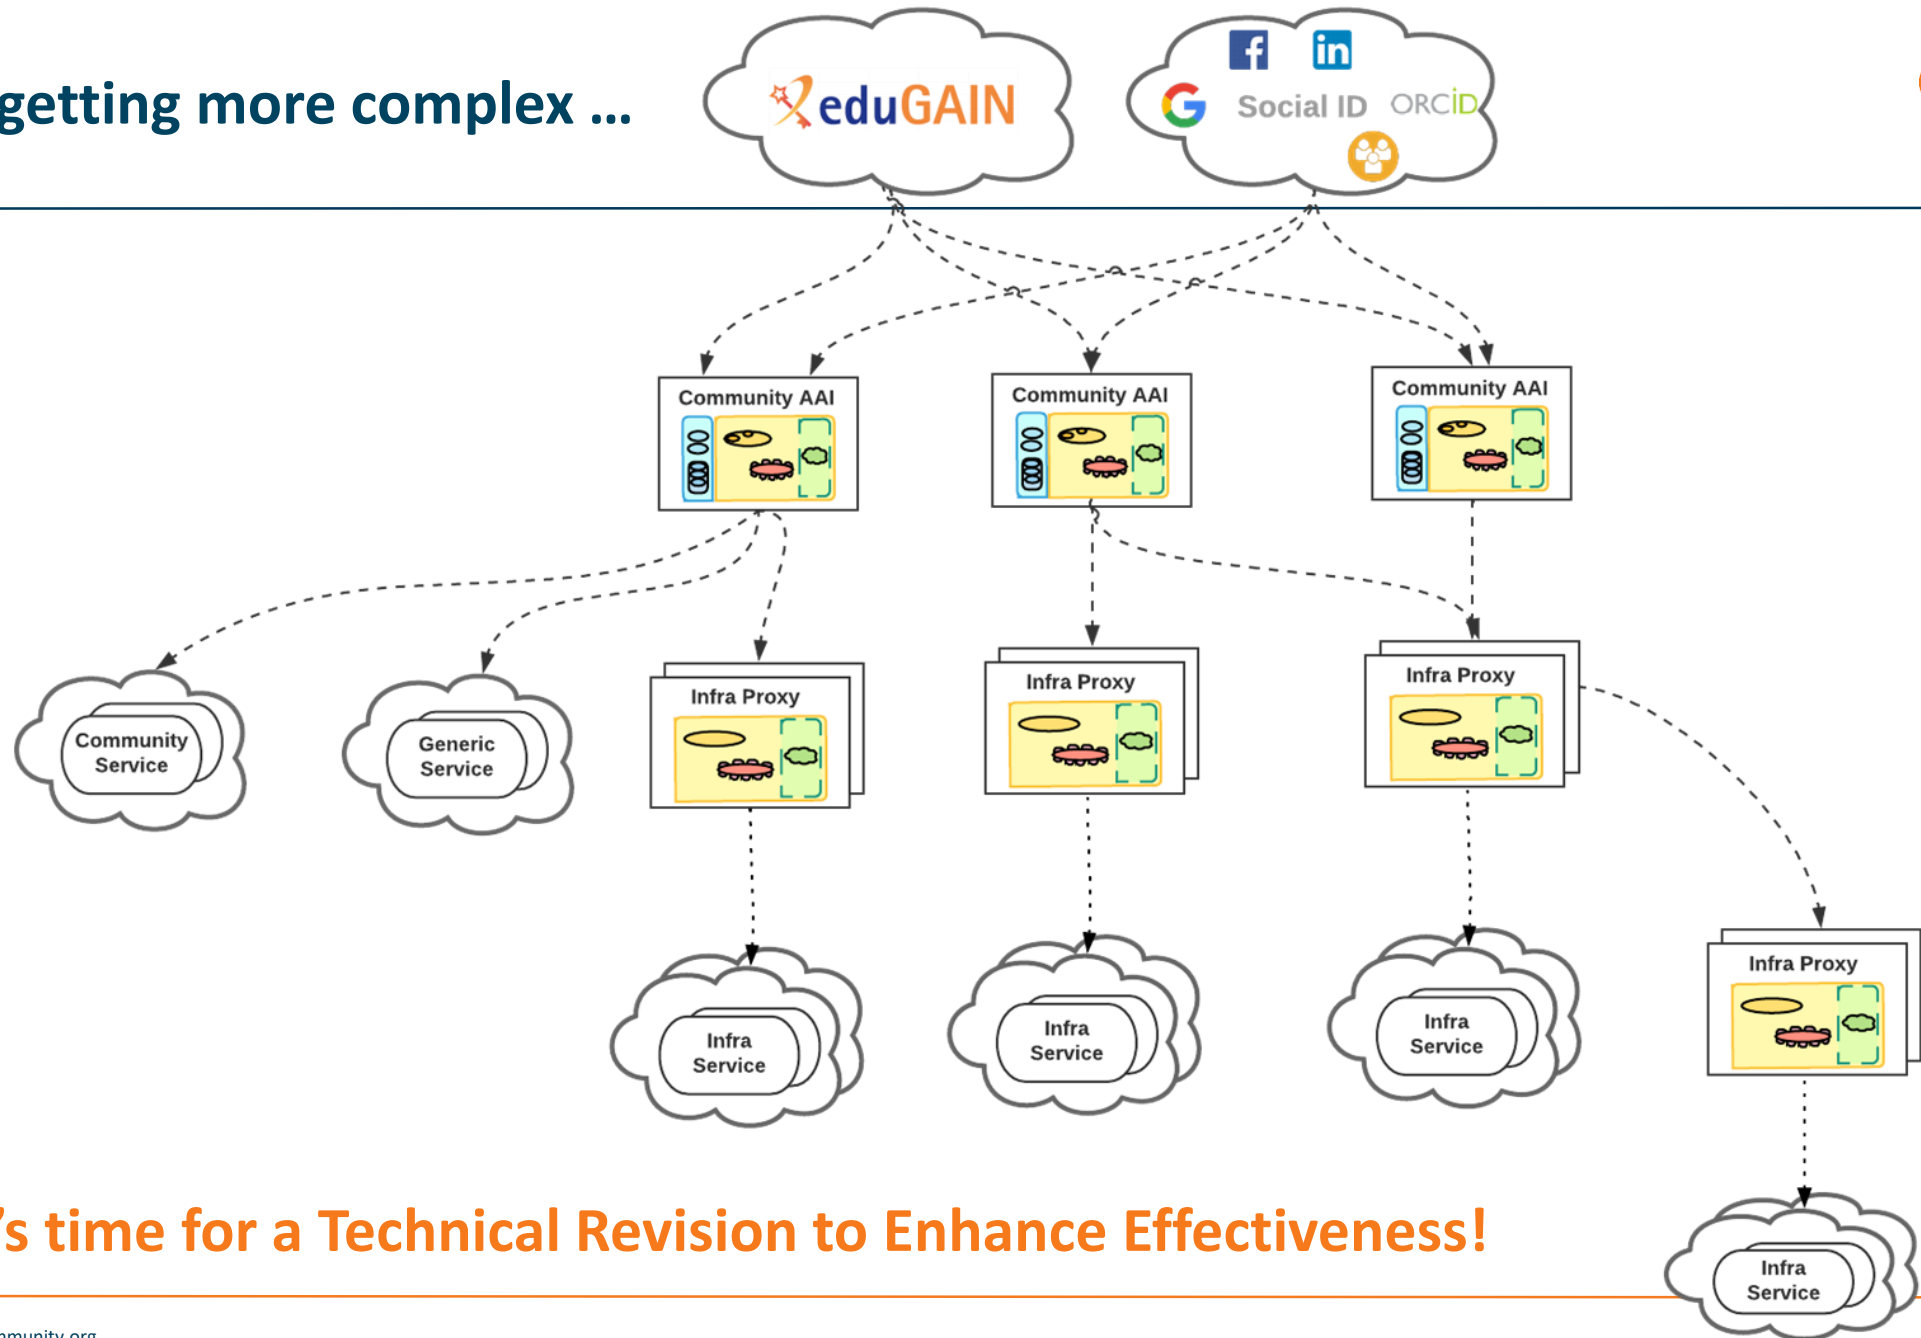 getting more complex ...
eduGAIN
f
in
G
Social ID
ORCiD
Community AAI
Community AAI
Community AAI
Community
Service
Generic
Service
Infra Proxy
Infra Proxy
Infra Proxy
Infra Proxy
Infra
Service
Infra
Service
Infra
Service
Infra
Service
's time for a Technical Revision to Enhance Effectiveness!